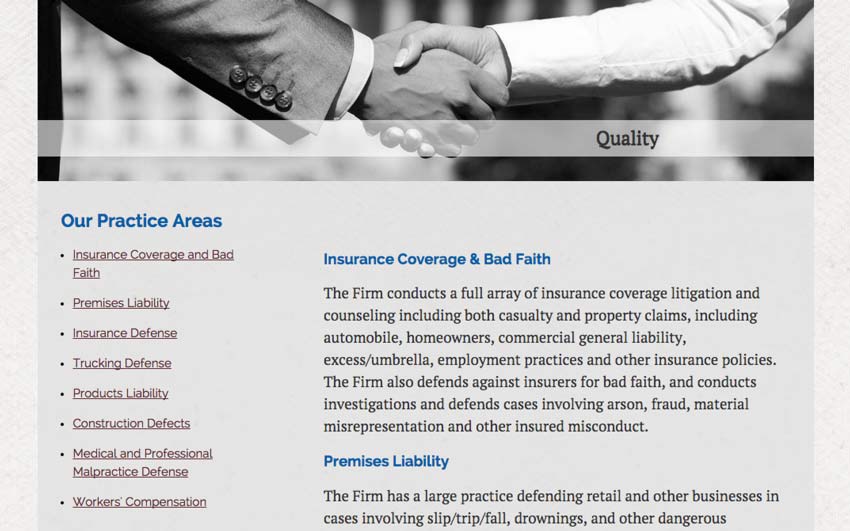 Quality
Our Practice Areas
Insurance Coverage and Bad
Faith
Premises Liability
Insurance Defense
Trucking Defense
Products Liability
Construction Defects
Medical and Professional
Malpractice Defense
Workers' Compensation
Insurance Coverage & Bad Faith
The Firm conducts a full array of insurance coverage litigation and
counseling including both casualty and property claims, including
automobile, homeowners, commercial general liability,
excess/umbrella, employment practices and other insurance policies.
The Firm also defends against insurers for bad faith, and conducts
investigations and defends cases involving arson, fraud, material
misrepresentation and other insured misconduct.
Premises Liability
The Firm has a large practice defending retail and other businesses in
cases involving slip/trip/fall, drownings, and other dangerous